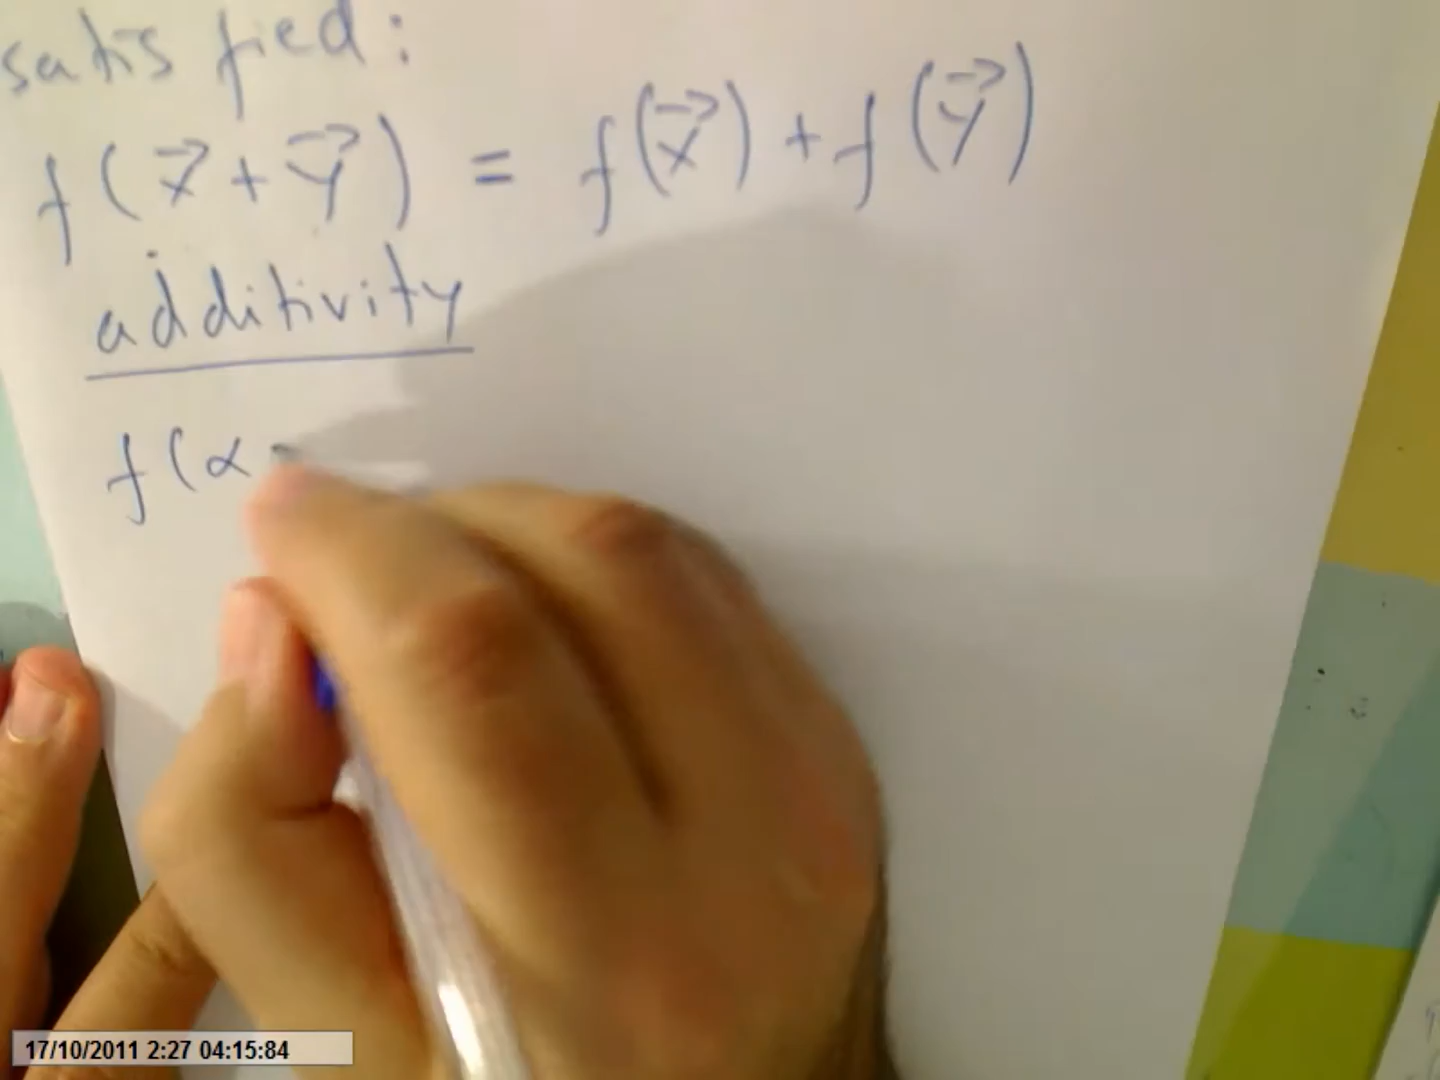 satisfied:
f(x⃗+y⃗) = f(x⃗)+f(y⃗)
additivity
f(α
17/10/2011 2:27 04:15:84